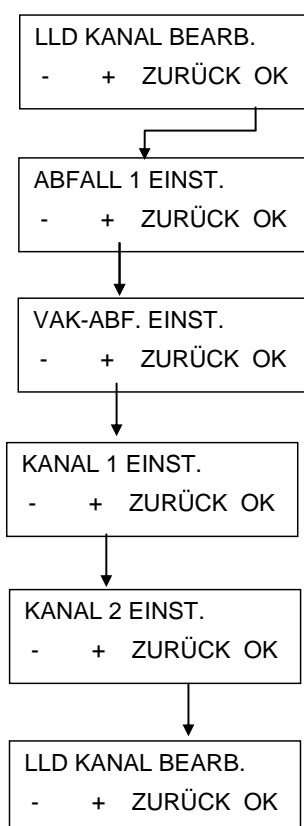 LLD KANAL BEARB.
- + ZURÜCK OK
ABFALL 1 EINST.
- + ZURÜCK OK
VAK-ABF. EINST.
- + ZURÜCK OK
KANAL 1 EINST.
- + ZURÜCK OK
KANAL 2 EINST.
- + ZURÜCK OK
LLD KANAL BEARB.
- + ZURÜCK OK